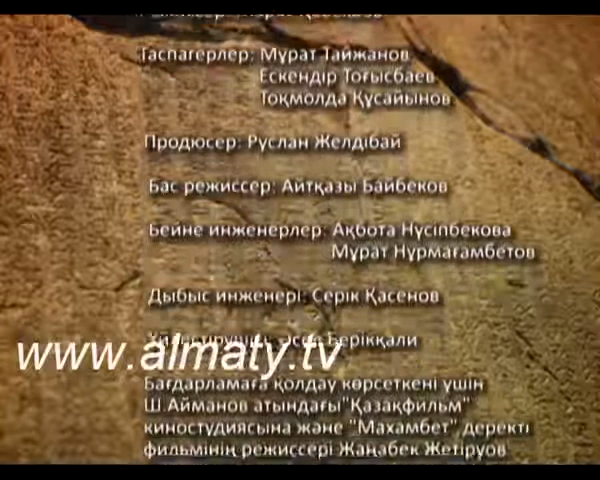 Таспагерлер: Мұрат Тайжанов
Ескендір Тоғысбаев
Тоқмолда Құсайынов
Продюсер: Руслан Желдібай
Бас режиссер: Айтқазы Байбеков
Бейне инженерлер: Ақбота Нүсіпбекова
Мұрат Нұрмағамбетов
Дыбыс инженері: Серік Қасенов
Берікқали
www.almaty.tv
Бағдарламаға қолдау көрсеткені үшін
Ш.Айманов атындағы"Қазақфильм"
киностудиясына және "Махамбет" деректі
фильмінің режиссері Жаңабек Жетіруов